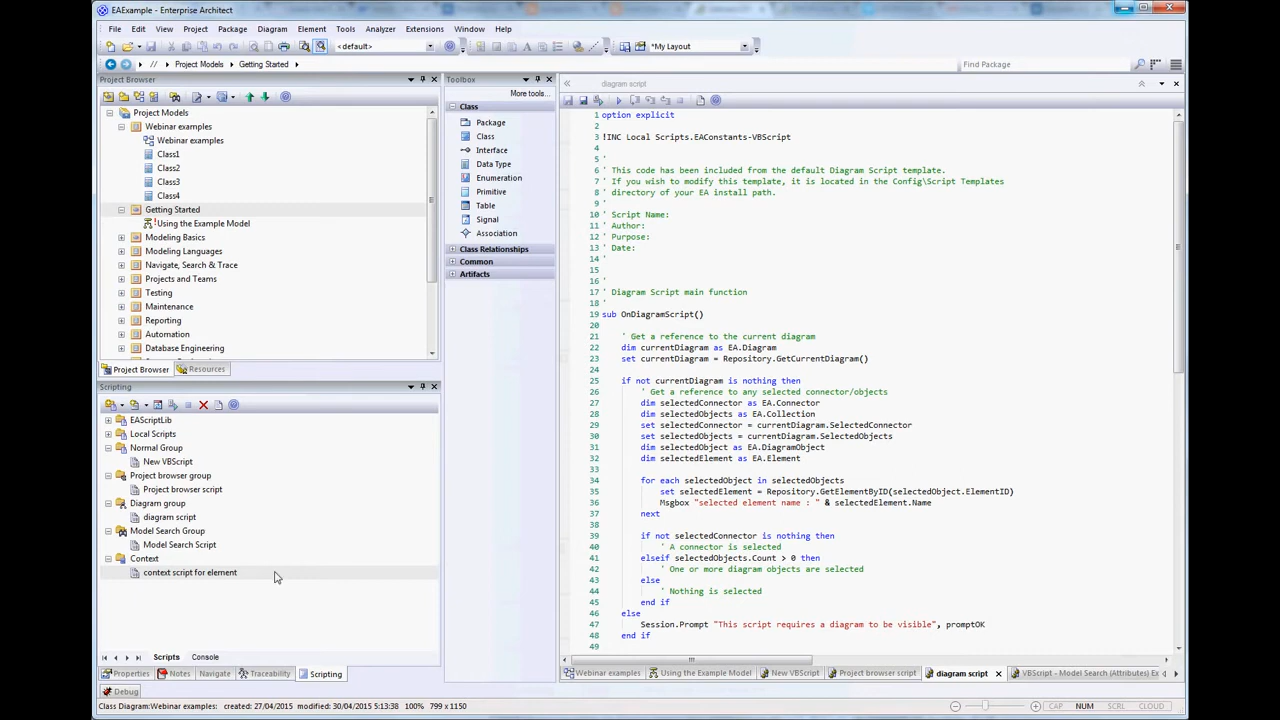 EAExample - Enterprise Architect
File Edit View Project Package Diagram Element Tools Analyzer Extensions Window Help
<default> *My Layout
// Project Models Getting Started Find Package
Project Browser
Project Models
Webinar examples
Webinar examples
Class1
Class2
Class3
Class4
Getting Started
Using the Example Model
Modeling Basics
Modeling Languages
Navigate, Search & Trace
Projects and Teams
Testing
Maintenance
Reporting
Automation
Database Engineering
Project Browser Resources
Scripting
EAScriptLib
Local Scripts
Normal Group
New VBScript
Project browser group
Project browser script
Diagram group
diagram script
Model Search Group
Model Search Script
Context
context script for element
Scripts Console
Properties Notes Navigate Traceability Scripting
Debug
Toolbox
More tools...
Class
Package
Class
Interface
Data Type
Enumeration
Primitive
Table
Signal
Association
Class Relationships
Common
Artifacts
diagram script
1 option explicit
2
3 !INC Local Scripts.EAConstants-VBScript
4
5 '
6 ' This code has been included from the default Diagram Script template.
7 ' If you wish to modify this template, it is located in the Config\Script Templates
8 ' directory of your EA install path.
9 '
10 ' Script Name:
11 ' Author:
12 ' Purpose:
13 ' Date:
14 '
15
16 '
17 ' Diagram Script main function
18 '
19 sub OnDiagramScript()
20
21 ' Get a reference to the current diagram
22 dim currentDiagram as EA.Diagram
23 set currentDiagram = Repository.GetCurrentDiagram()
24
25 if not currentDiagram is nothing then
26 ' Get a reference to any selected connector/objects
27 dim selectedConnector as EA.Connector
28 dim selectedObjects as EA.Collection
29 set selectedConnector = currentDiagram.SelectedConnector
30 set selectedObjects = currentDiagram.SelectedObjects
31 dim selectedObject as EA.DiagramObject
32 dim selectedElement as EA.Element
33
34 for each selectedObject in selectedObjects
35 set selectedElement = Repository.GetElementByID(selectedObject.ElementID)
36 Msgbox "selected element name : " & selectedElement.Name
37 next
38
39 if not selectedConnector is nothing then
40 ' A connector is selected
41 elseif selectedObjects.Count > 0 then
42 ' One or more diagram objects are selected
43 else
44 ' Nothing is selected
45 end if
46 else
47 Session.Prompt "This script requires a diagram to be visible", promptOK
48 end if
49
Webinar examples Using the Example Model New VBScript Project browser script diagram script VBScript - Model Search (Attributes) Ex
Class Diagram:Webinar examples: created: 27/04/2015 modified: 30/04/2015 5:13:38 100% 799 x 1150 CAP NUM SCRL CLOUD